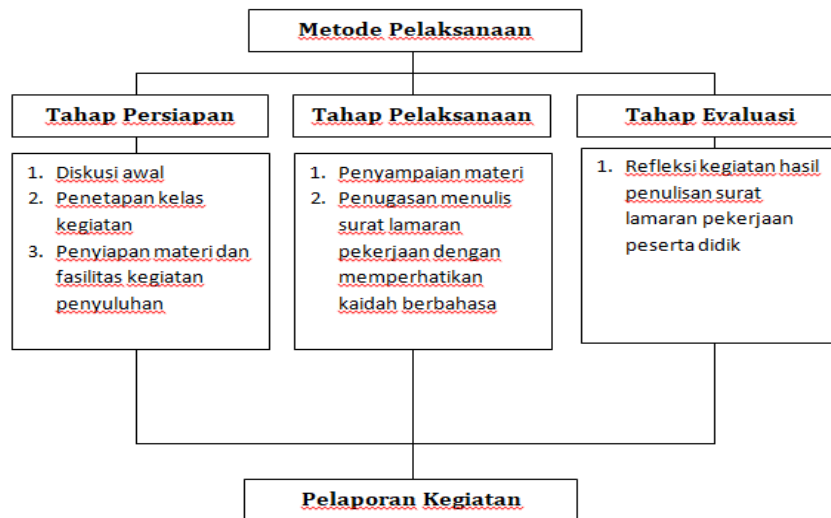 Metode Pelaksanaan
Tahap Persiapan
1. Diskusi awal
2. Penetapan kelas
kegiatan
3. Penyiapan materi dan
fasilitas kegiatan
penyuluhan
Tahap Pelaksanaan
1. Penyampaian materi
2. Penugasan menulis
surat lamaran
pekerjaan dengan
memperhatikan
kaidah berbahasa
Tahap Evaluasi
1. Refleksi kegiatan hasil
penulisan surat
lamaran pekerjaan
peserta didik
Pelaporan Kegiatan